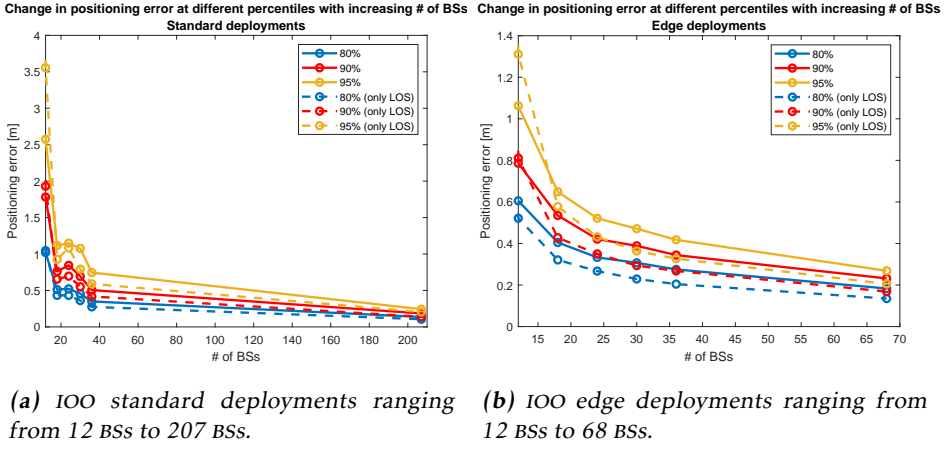 Change in positioning error at different percentiles with increasing # of BSs
Standard deployments
4
3.5
3
2.5
2
1.5
1
0.5
0
Positioning error [m]
20
40
60
80
100
120
140
160
180
200
# of BSs
80%
90%
95%
80% (only LOS)
90% (only LOS)
95% (only LOS)
(a) IOO standard deployments ranging
from 12 BSs to 207 BSs.
Change in positioning error at different percentiles with increasing # of BSs
Edge deployments
1.4
1.2
1
0.8
0.6
0.4
0.2
0
Positioning error [m]
15
20
25
30
35
40
45
50
55
60
65
70
# of BSs
80%
90%
95%
80% (only LOS)
90% (only LOS)
95% (only LOS)
(b) IOO edge deployments ranging from
12 BSs to 68 BSs.